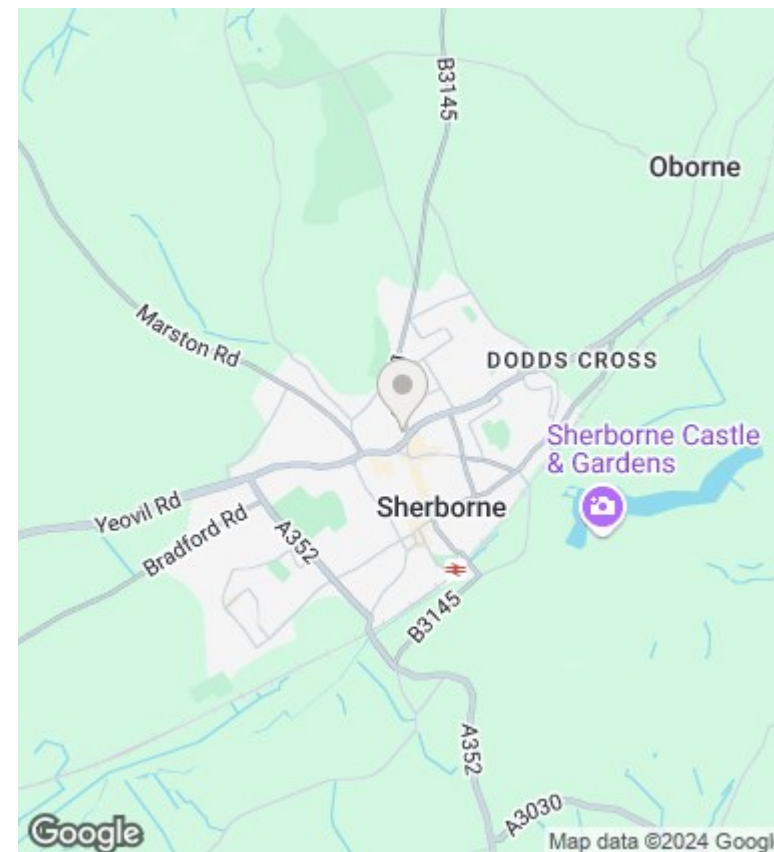 B3145
Oborne
Marston Rd
DODDS CROSS
Sherborne Castle
& Gardens
Sherborne
Yeovil Rd
Bradford Rd
A352
B3145
A352
A3030
Google
Map data ©2024 Googl